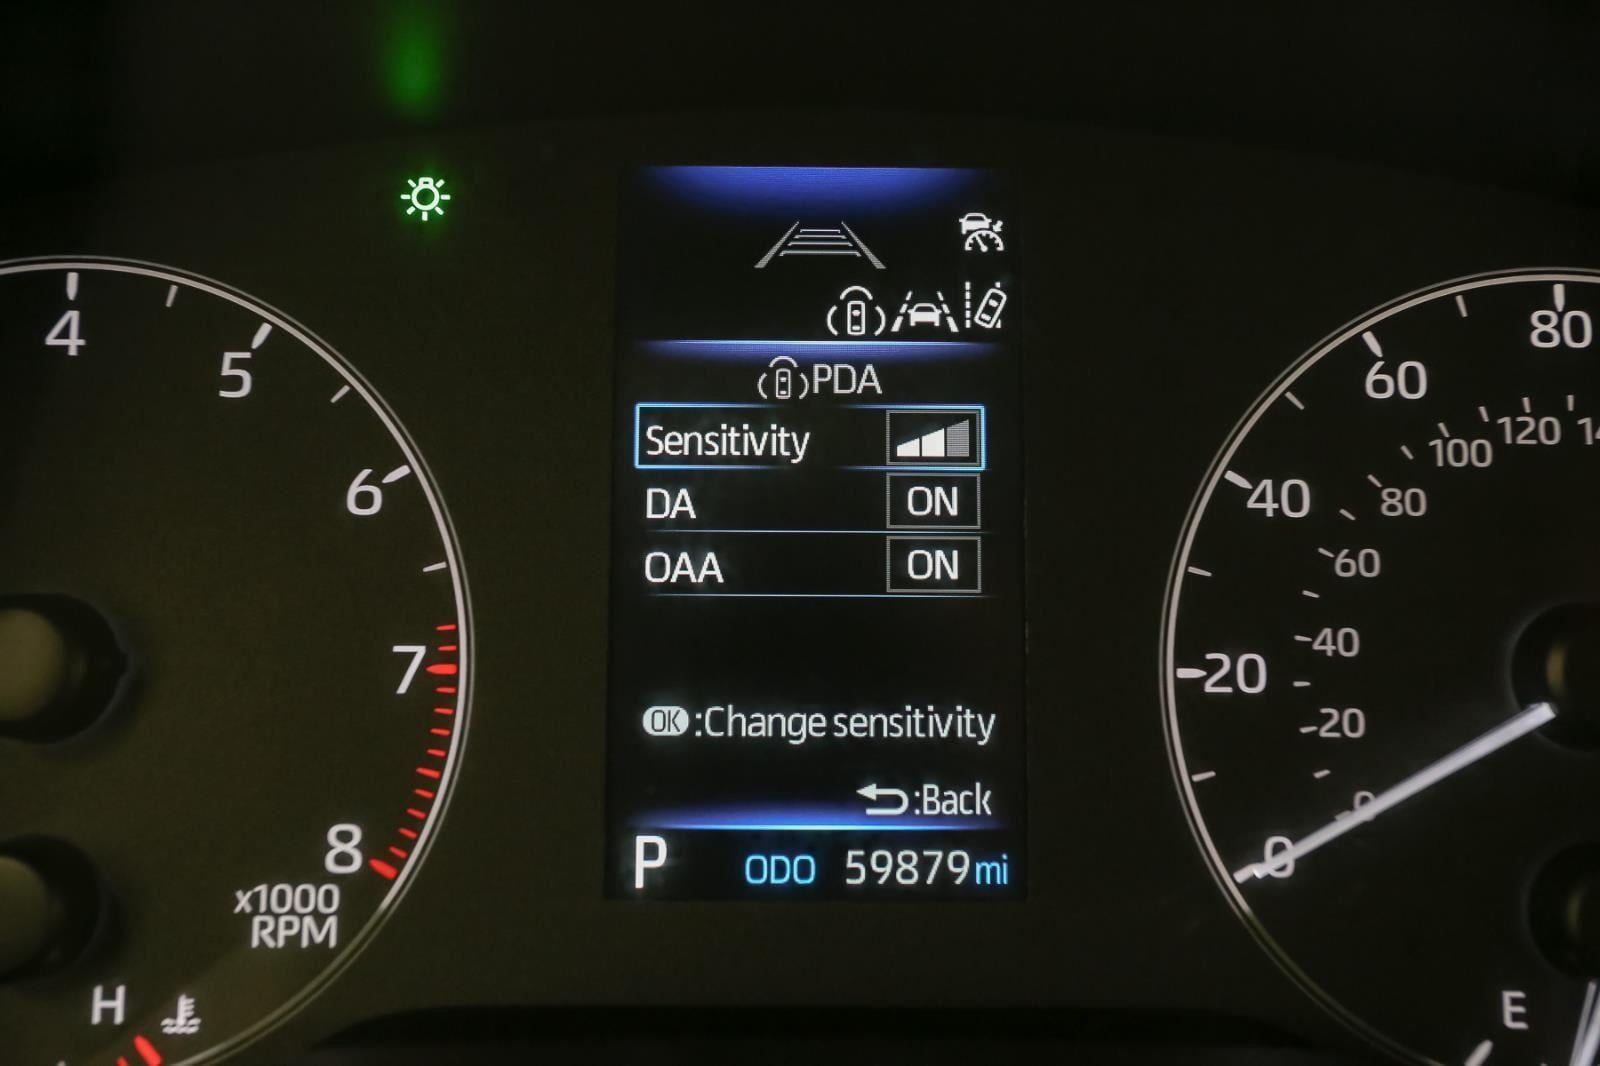 4
5
6
7
8
x1000
RPM
H
PDA
Sensitivity
DA ON
OAA ON
OK:Change sensitivity
:Back
P ODO 59879 mi
80
60
40
20
0
120
100
80
60
40
20
0
E